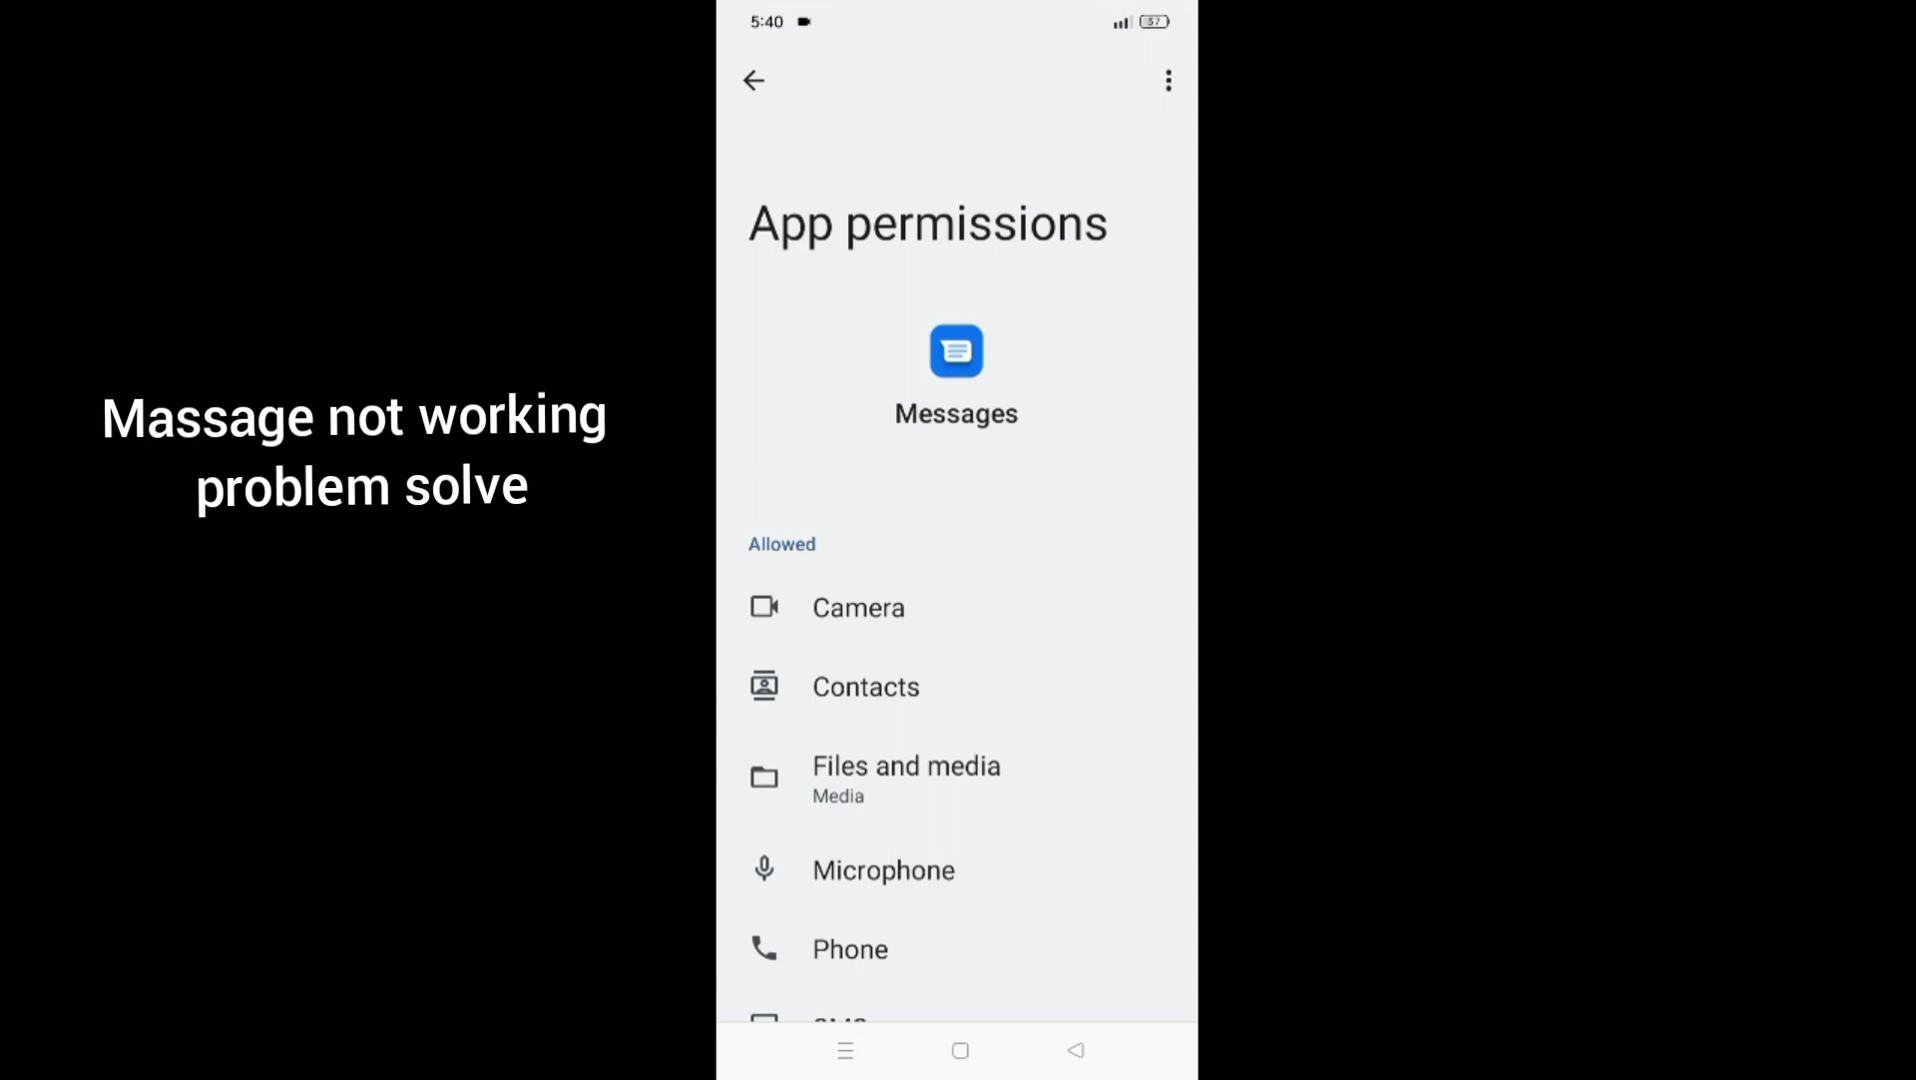 Massage not working
problem solve
5:40
57
App permissions
Messages
Allowed
Camera
Contacts
Files and media
Media
Microphone
Phone